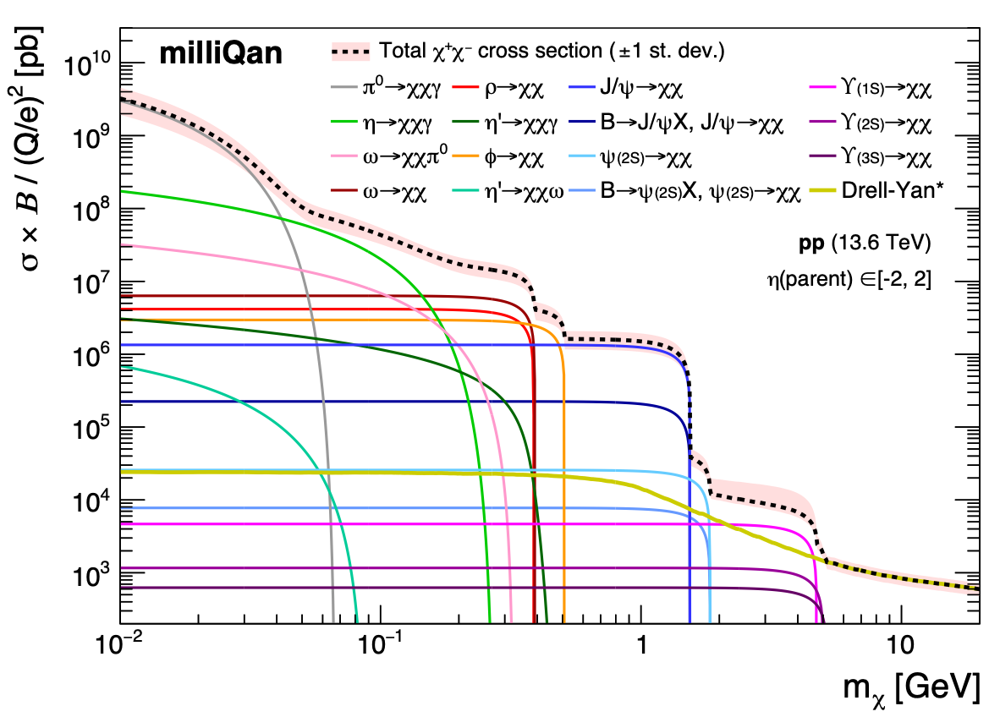 milliQan
Total χ⁺χ⁻ cross section (±1 st. dev.)
π⁰→χχγ ρ→χχ J/ψ→χχ ϒ(1S)→χχ
η→χχγ η'→χχγ B→J/ψX, J/ψ→χχ ϒ(2S)→χχ
ω→χχπ⁰ ϕ→χχ ψ(2S)→χχ ϒ(3S)→χχ
ω→χχ η'→χχω B→ψ(2S)X, ψ(2S)→χχ Drell-Yan*
pp (13.6 TeV)
η(parent) ∈[-2, 2]
σ × B / (Q/e)² [pb]
10¹⁰
10⁹
10⁸
10⁷
10⁶
10⁵
10⁴
10³
10⁻² 10⁻¹ 1 10
m_χ [GeV]